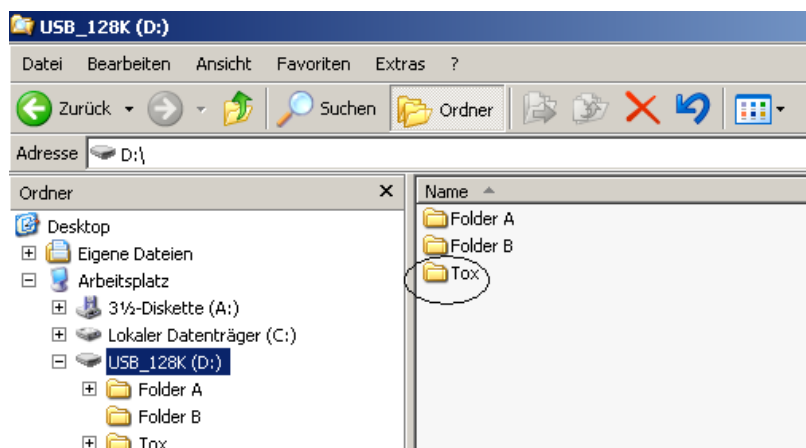 USB_128K (D:)
Datei Bearbeiten Ansicht Favoriten Extras ?
Zurück Suchen Ordner
Adresse D:\
Ordner x Name
Desktop
Eigene Dateien
Arbeitsplatz
3½-Diskette (A:)
Lokaler Datenträger (C:)
USB_128K (D:)
Folder A
Folder B
Tox
Folder A
Folder B
Tox